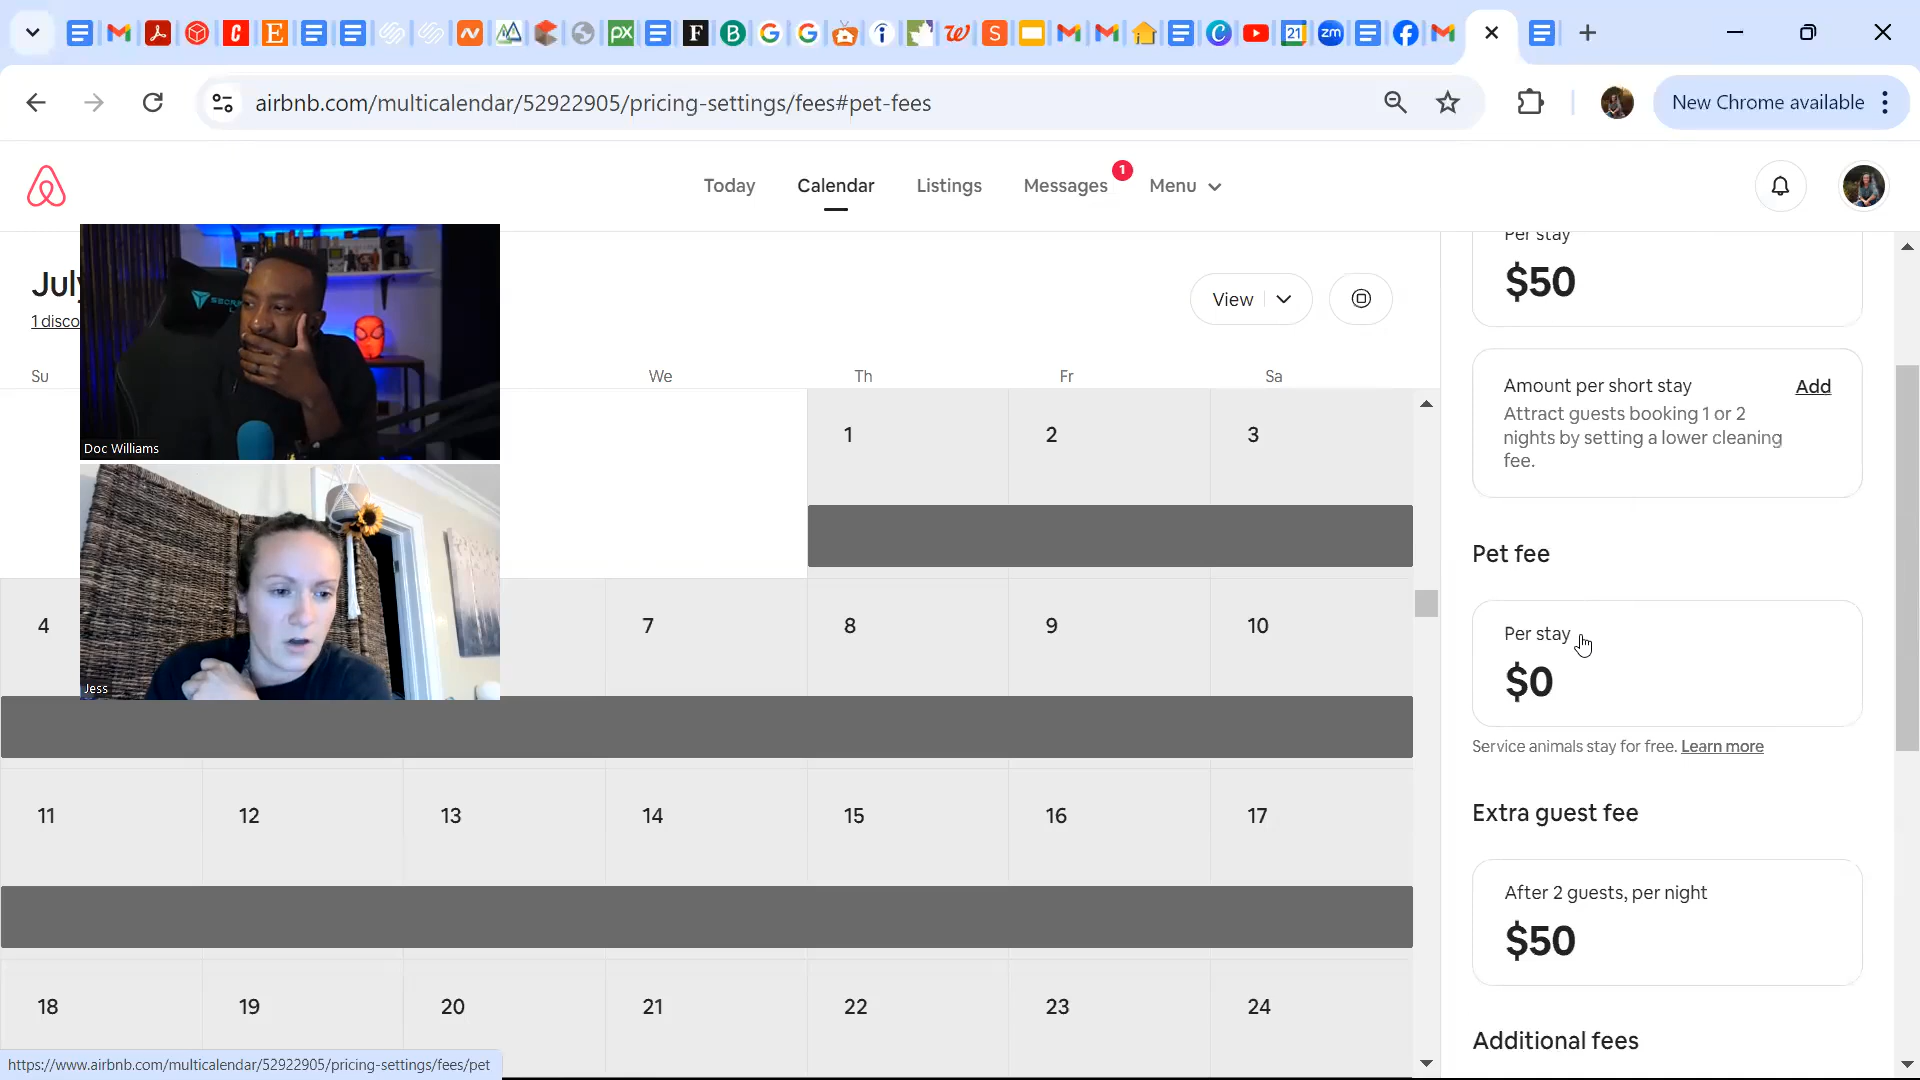 airbnb.com/multicalendar/52922905/pricing-settings/fees#pet-fees
New Chrome available
Today
Calendar
Listings
Messages
1
Menu
July
1 disco
View
Su
We
Th
Fr
Sa
1
2
3
4
7
8
9
10
11
12
13
14
15
16
17
18
19
20
21
22
23
24
Doc Williams
Jess
Per stay
$50
Amount per short stay
Add
Attract guests booking 1 or 2
nights by setting a lower cleaning
fee.
Pet fee
Per stay
$0
Service animals stay for free. Learn more
Extra guest fee
After 2 guests, per night
$50
Additional fees
https://www.airbnb.com/multicalendar/52922905/pricing-settings/fees/pet